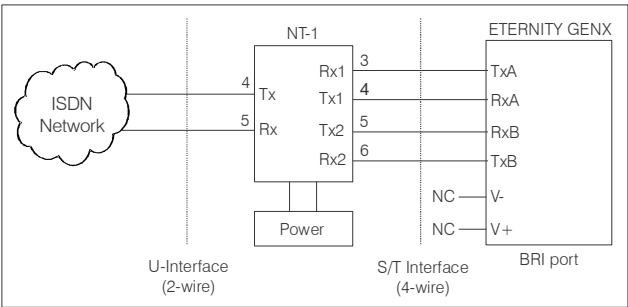 NT-1
ETERNITY GENX
ISDN
Network
4
Tx
5
Rx
Rx1
3
TxA
Tx1
4
RxA
Tx2
5
RxB
Rx2
6
TxB
NC
V-
NC
V+
Power
BRI port
U-Interface
(2-wire)
S/T Interface
(4-wire)